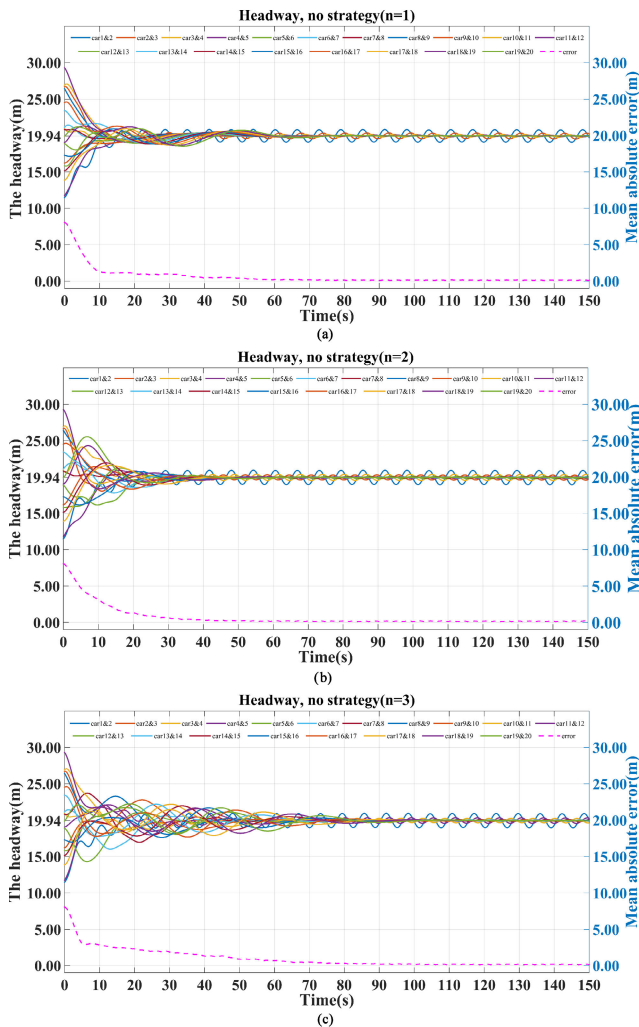 Headway, no strategy(n=1)
car1&2 car2&3 car3&4 car4&5 car5&6 car6&7 car7&8 car8&9 car9&10 car10&11 car11&12
car12&13 car13&14 car14&15 car15&16 car16&17 car17&18 car18&19 car19&20 error
The headway(m)
30.00
25.00
19.94
15.00
10.00
5.00
0.00
30.00
25.00
20.00
15.00
10.00
5.00
0.00
Mean absolute error(m)
0 10 20 30 40 50 60 70 80 90 100 110 120 130 140 150
Time(s)
(a)
Headway, no strategy(n=2)
car1&2 car2&3 car3&4 car4&5 car5&6 car6&7 car7&8 car8&9 car9&10 car10&11 car11&12
car12&13 car13&14 car14&15 car15&16 car16&17 car17&18 car18&19 car19&20 error
The headway(m)
30.00
25.00
19.94
15.00
10.00
5.00
0.00
30.00
25.00
20.00
15.00
10.00
5.00
0.00
Mean absolute error(m)
0 10 20 30 40 50 60 70 80 90 100 110 120 130 140 150
Time(s)
(b)
Headway, no strategy(n=3)
car1&2 car2&3 car3&4 car4&5 car5&6 car6&7 car7&8 car8&9 car9&10 car10&11 car11&12
car12&13 car13&14 car14&15 car15&16 car16&17 car17&18 car18&19 car19&20 error
The headway(m)
30.00
25.00
19.94
15.00
10.00
5.00
0.00
30.00
25.00
20.00
15.00
10.00
5.00
0.00
Mean absolute error(m)
0 10 20 30 40 50 60 70 80 90 100 110 120 130 140 150
Time(s)
(c)